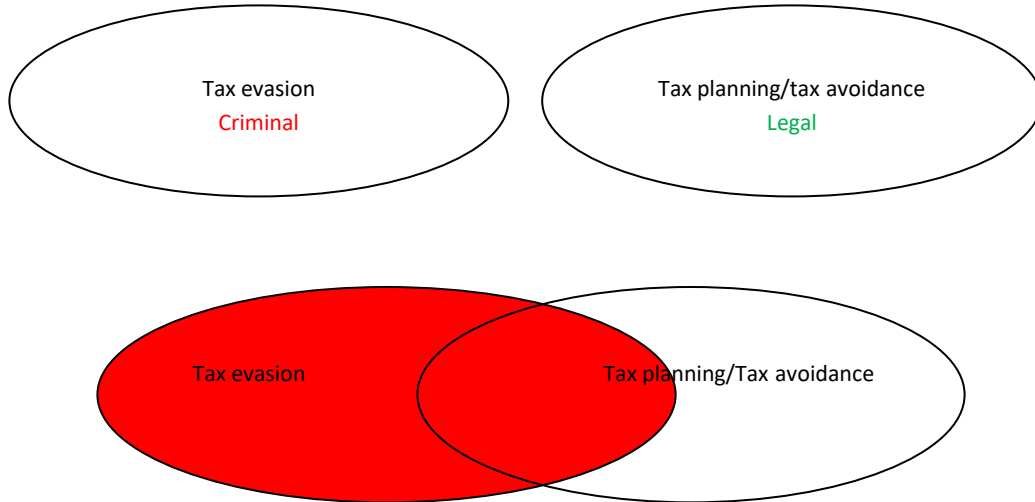 Tax evasion
Criminal
Tax planning/tax avoidance
Legal
Tax evasion
Tax planning/Tax avoidance